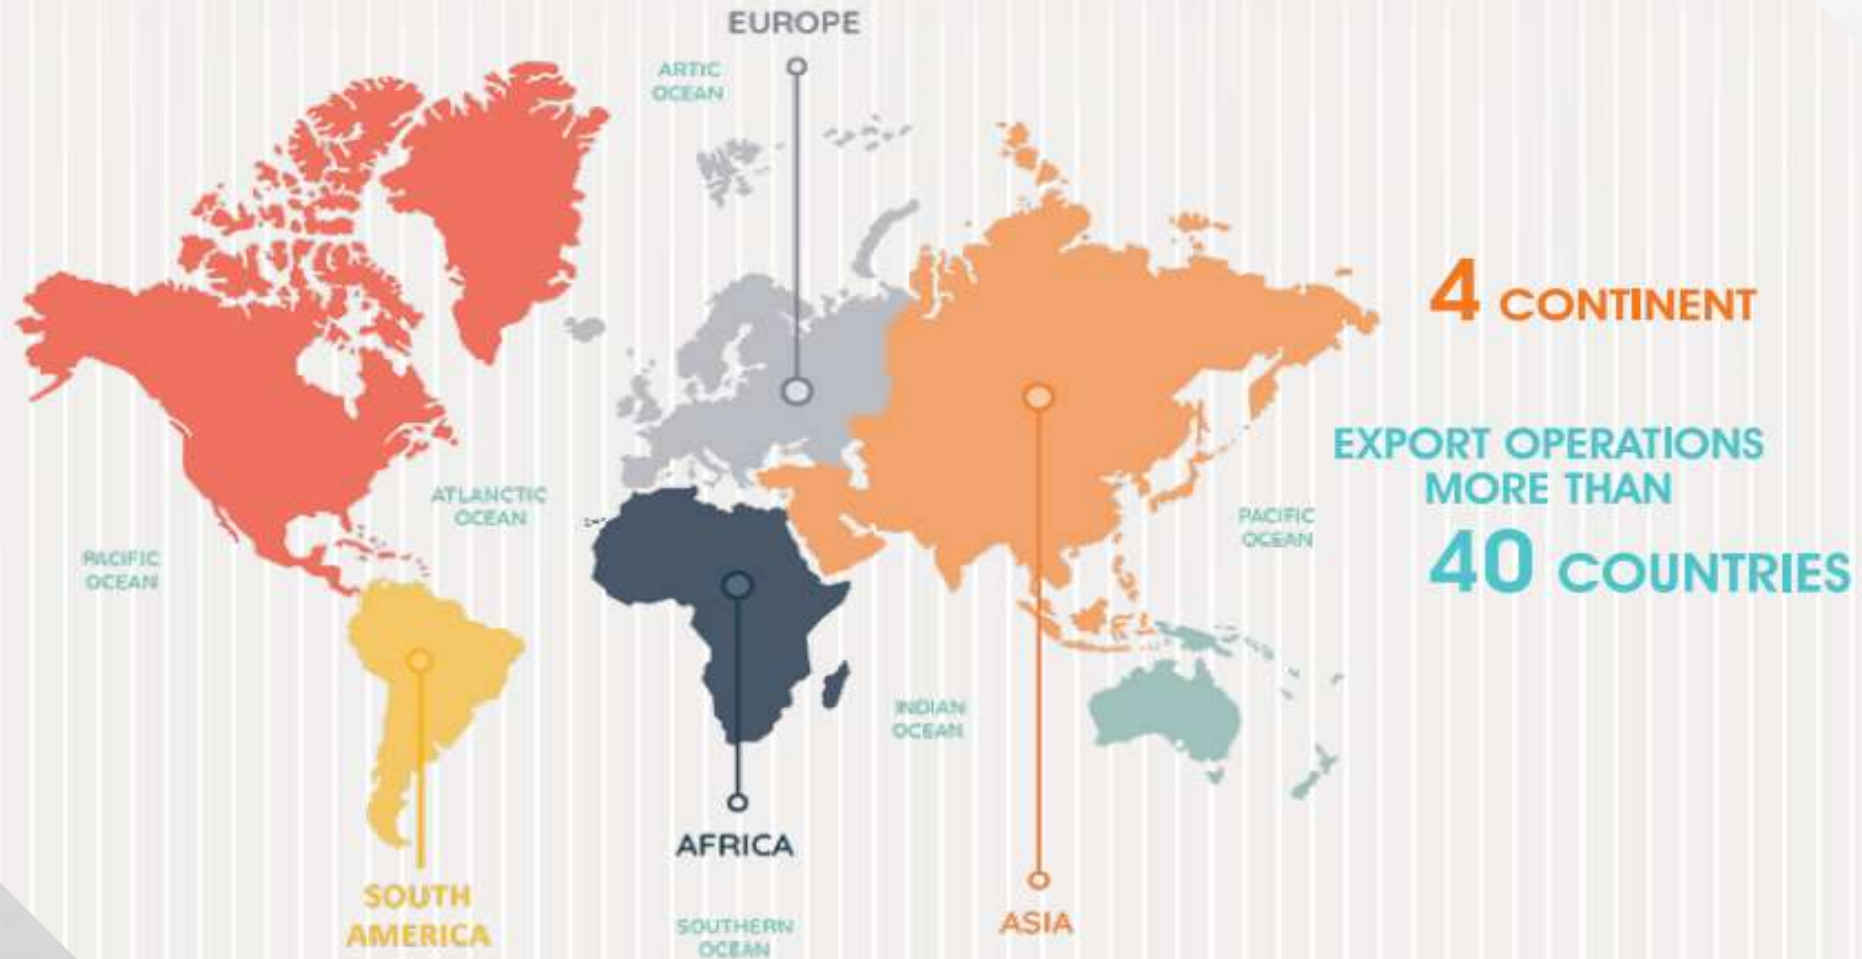 EUROPE
ARTIC
OCEAN
4 CONTINENT
EXPORT OPERATIONS
MORE THAN
40 COUNTRIES
ATLANCTIC
OCEAN
PACIFIC
OCEAN
PACIFIC
OCEAN
INDIAN
OCEAN
AFRICA
SOUTH
AMERICA
SOUTHERN
OCEAN
ASIA